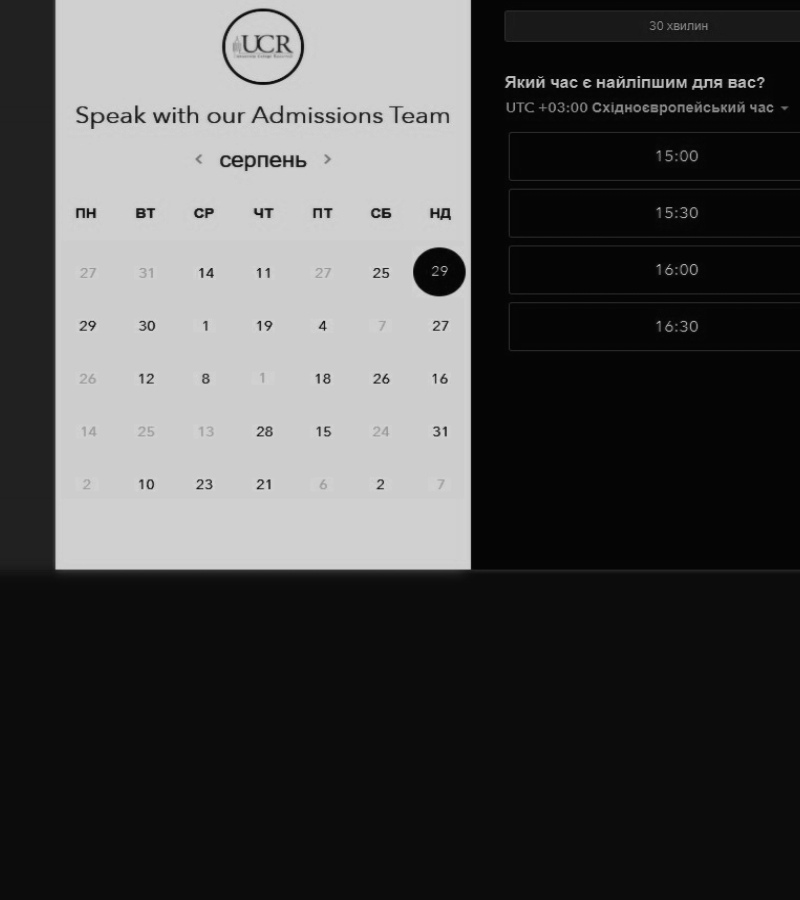 UCR
Speak with our Admissions Team
< серпень >
ПН ВТ СР ЧТ ПТ СБ НД
27 31 14 11 27 25 29
29 30 1 19 4 7 27
26 12 8 1 18 26 16
14 25 13 28 15 24 31
2 10 23 21 6 2 7
30 хвилин
Який час є найліпшим для вас?
UTC +03:00 Східноєвропейський час
15:00
15:30
16:00
16:30